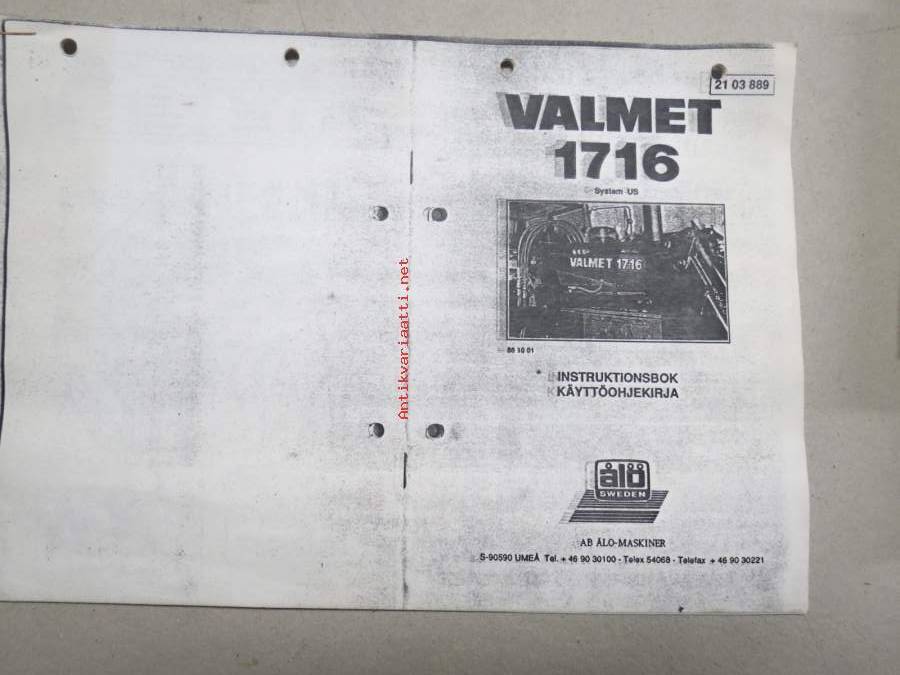 21 03 889
VALMET
1716
System US
VALMET 1716
86 10 01
INSTRUKTIONSBOK
KÄYTTÖOHJEKIRJA
ålö
SWEDEN
AB ÅLO-MASKINER
S-90590 UMEÅ Tel. + 46 90 30100 - Telex 54068 - Telefax + 46 90 30221
Antikvariaatti.net